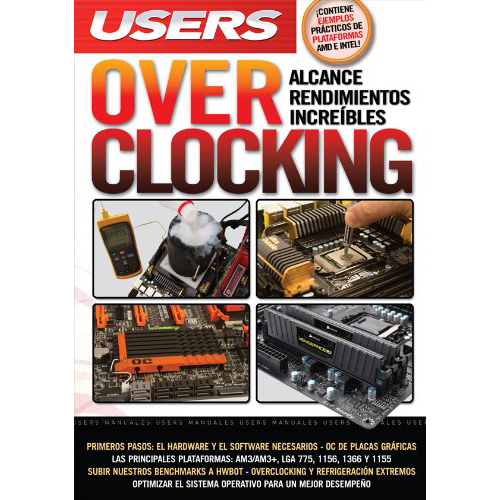 USERS
¡CONTIENE
EJEMPLOS
PRÁCTICOS DE
PLATAFORMAS
AMD E INTEL!
OVER
CLOCKING
ALCANCE
RENDIMIENTOS
INCREÍBLES
OC
VENGEANCE
USERS MANUALES USERS MANUALES USERS MANUALES USERS MANUALES USERS
PRIMEROS PASOS: EL HARDWARE Y EL SOFTWARE NECESARIOS - OC DE PLACAS GRÁFICAS
LAS PRINCIPALES PLATAFORMAS: AM3/AM3+, LGA 775, 1156, 1366 Y 1155
SUBIR NUESTROS BENCHMARKS A HWBOT - OVERCLOCKING Y REFRIGERACIÓN EXTREMOS
OPTIMIZAR EL SISTEMA OPERATIVO PARA UN MEJOR DESEMPEÑO